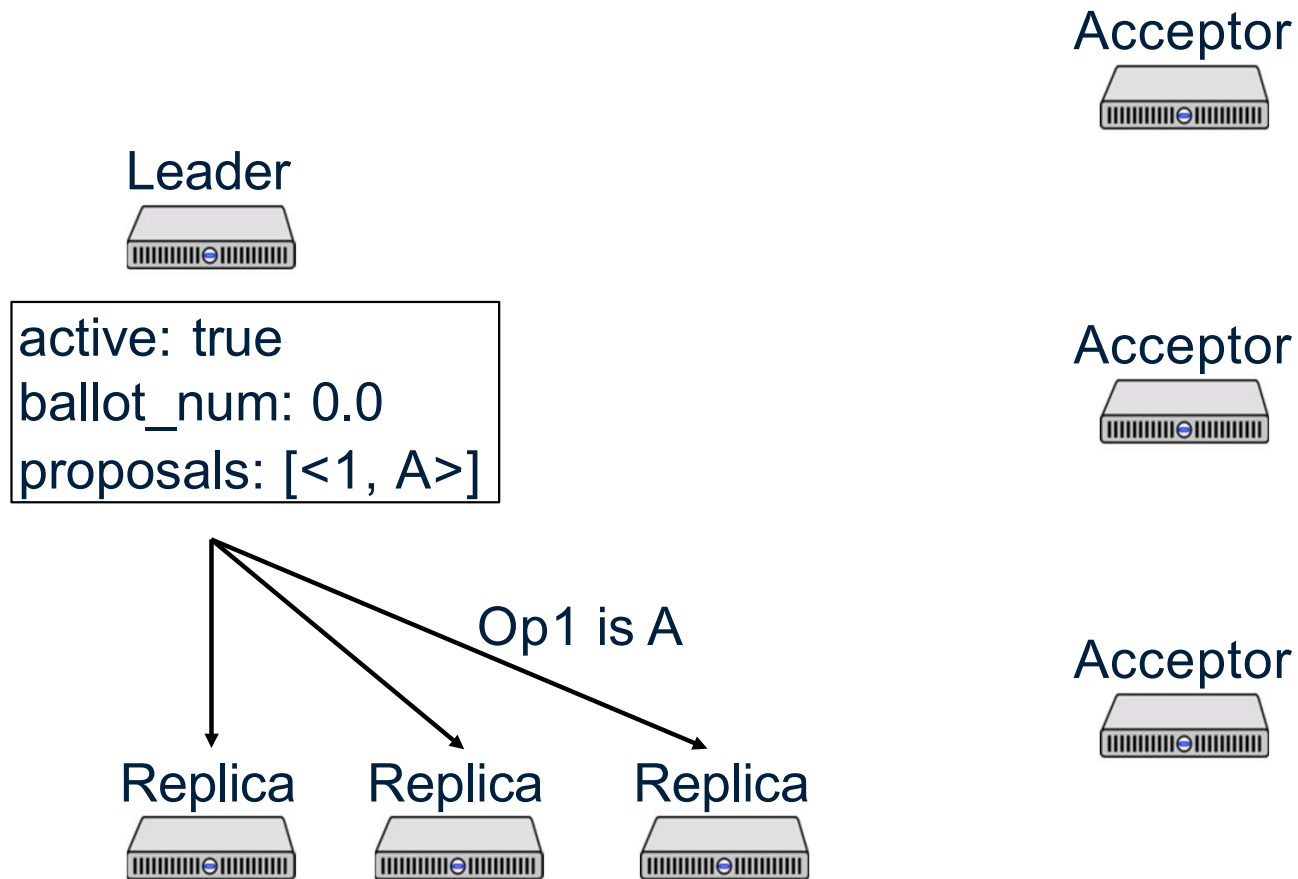 Acceptor
Leader
active: true
ballot_num: 0.0
proposals: [<1, A>]
Acceptor
Op1 is A
Acceptor
Replica
Replica
Replica